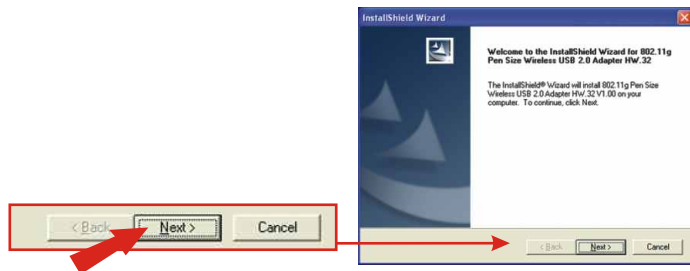 InstallShield Wizard
Welcome to the InstallShield Wizard for 802.11g
Pen Size Wireless USB 2.0 Adapter HW.32
The InstallShield® Wizard will install 802.11g Pen Size
Wireless USB 2.0 Adapter HW.32 V1.00 on your
computer. To continue, click Next.
< Back Next > Cancel
< Back Next > Cancel